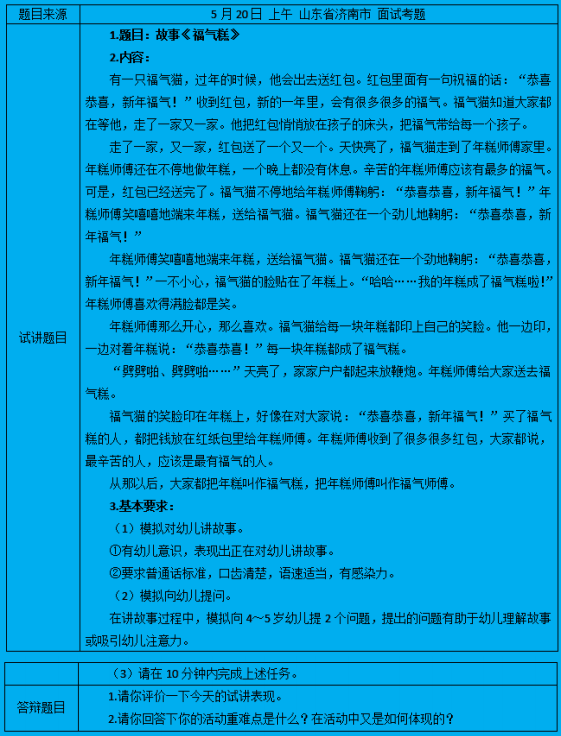 题目来源
5 月 20 日 上午 山东省济南市 面试考题
试讲题目
1.题目：故事《福气糕》
2.内容：
有一只福气猫，过年的时候，他会出去送红包。红包里面有一句祝福的话：“恭喜
恭喜，新年福气！”收到红包，新的一年里，会有很多很多的福气。福气猫知道大家都
在等他，走了一家又一家。他把红包悄悄放在孩子的床头，把福气带给每一个孩子。
走了一家，又一家，红包送了一个又一个。天快亮了，福气猫走到了年糕师傅家里。
年糕师傅还在不停地做年糕，一个晚上都没有休息。辛苦的年糕师傅应该有最多的福气。
可是，红包已经送完了。福气猫不停地给年糕师傅鞠躬：“恭喜恭喜，新年福气！”年
糕师傅笑嘻嘻地端来年糕，送给福气猫。福气猫还在一个劲儿地鞠躬：“恭喜恭喜，新
年福气！”
年糕师傅笑嘻嘻地端来年糕，送给福气猫。福气猫还在一个劲地鞠躬：“恭喜恭喜，
新年福气！”一不小心，福气猫的脸贴在了年糕上。“哈哈……我的年糕成了福气糕啦!”
年糕师傅喜欢得满脸都是笑。
年糕师傅那么开心，那么喜欢。福气猫给每一块年糕都印上自己的笑脸。他一边印，
一边对着年糕说：“恭喜恭喜！”每一块年糕都成了福气糕。
“劈劈啪、劈劈啪……”天亮了，家家户户都起来放鞭炮。年糕师傅给大家送去福
气糕。
福气猫的笑脸印在年糕上，好像在对大家说：“恭喜恭喜，新年福气！”买了福气
糕的人，都把钱放在红纸包里给年糕师傅。年糕师傅收到了很多很多红包，大家都说，
最辛苦的人，应该是最有福气的人。
从那以后，大家都把年糕叫作福气糕，把年糕师傅叫作福气师傅。
3.基本要求：
（1）模拟对幼儿讲故事。
①有幼儿意识，表现出正在对幼儿讲故事。
②要求普通话标准，口齿清楚，语速适当，有感染力。
（2）模拟向幼儿提问。
在讲故事过程中，模拟向 4～5 岁幼儿提 2 个问题，提出的问题有助于幼儿理解故事
或吸引幼儿注意力。
（3）请在 10 分钟内完成上述任务。
答辩题目
1.请你评价一下今天的试讲表现。
2.请你回答下你的活动重难点是什么？在活动中又是如何体现的？